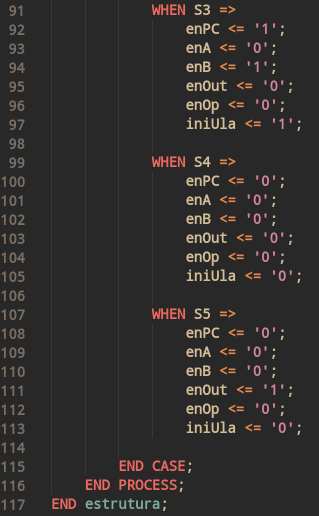 91 WHEN S3 =>
92 enPC <= '1';
93 enA <= '0';
94 enB <= '1';
95 enOut <= '0';
96 enOp <= '0';
97 iniUla <= '1';
98
99 WHEN S4 =>
100 enPC <= '0';
101 enA <= '0';
102 enB <= '0';
103 enOut <= '0';
104 enOp <= '0';
105 iniUla <= '0';
106
107 WHEN S5 =>
108 enPC <= '0';
109 enA <= '0';
110 enB <= '0';
111 enOut <= '1';
112 enOp <= '0';
113 iniUla <= '0';
114
115 END CASE;
116 END PROCESS;
117 END estrutura;